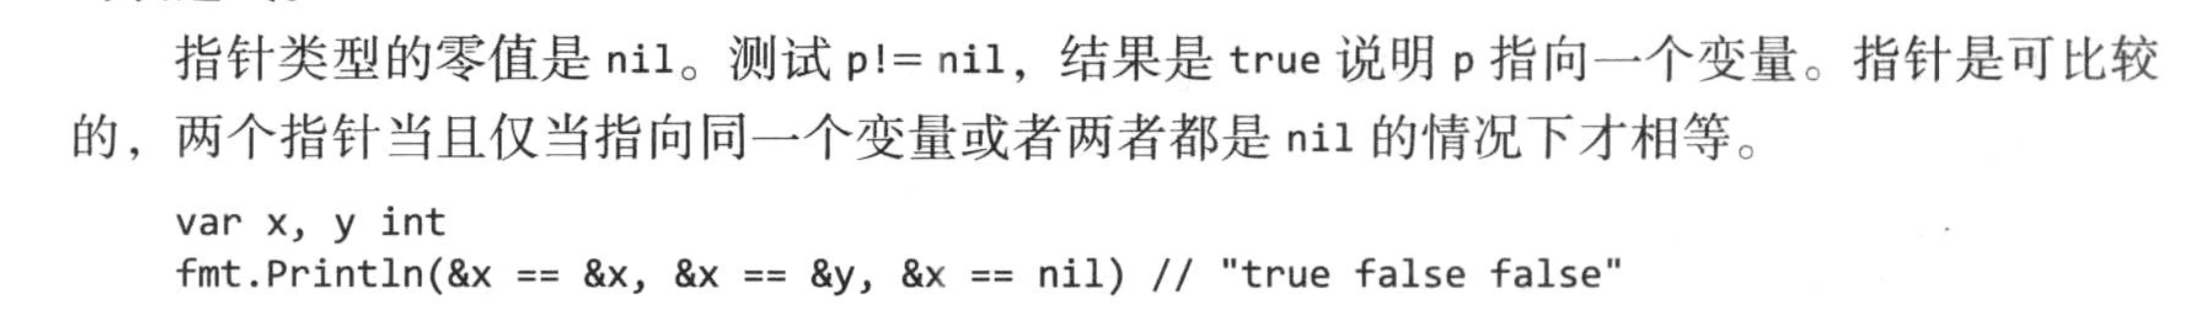 指针类型的零值是 nil。测试 p!= nil，结果是 true 说明 p 指向一个变量。指针是可比较
的，两个指针当且仅当指向同一个变量或者两者都是 nil 的情况下才相等。
var x, y int
fmt.Println(&x == &x, &x == &y, &x == nil) // "true false false"